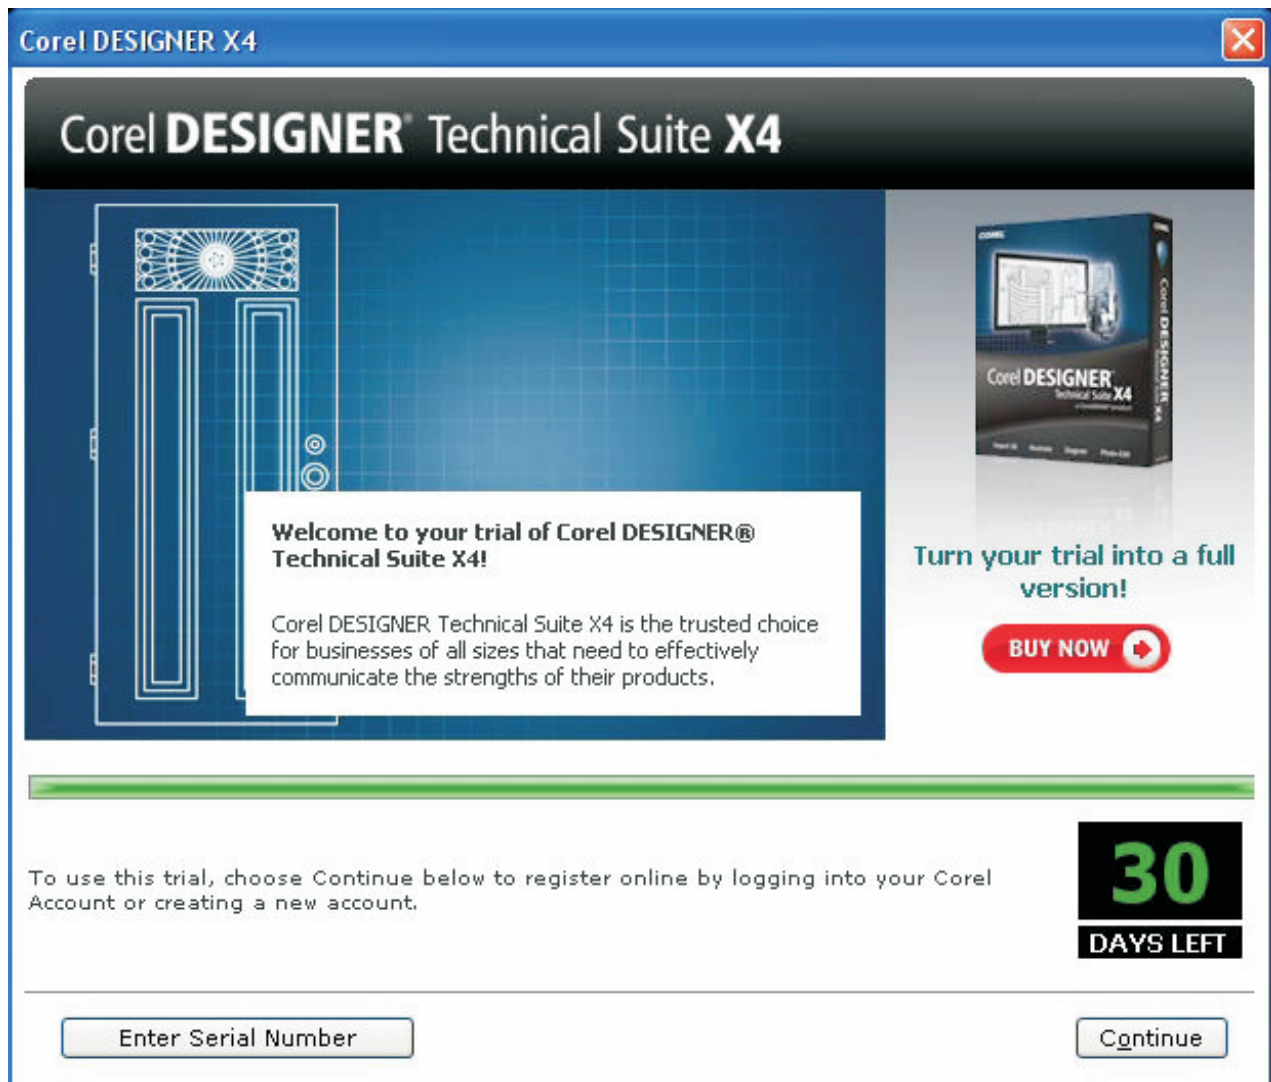 Corel DESIGNER X4
Corel DESIGNER® Technical Suite X4
COREL
Corel DESIGNER
Technical Suite X4
Corel DESIGNER
Technical Suite X4
Welcome to your trial of Corel DESIGNER®
Technical Suite X4!
Corel DESIGNER Technical Suite X4 is the trusted choice
for businesses of all sizes that need to effectively
communicate the strengths of their products.
Turn your trial into a full
version!
BUY NOW
To use this trial, choose Continue below to register online by logging into your Corel
Account or creating a new account.
30
DAYS LEFT
Enter Serial Number
Continue